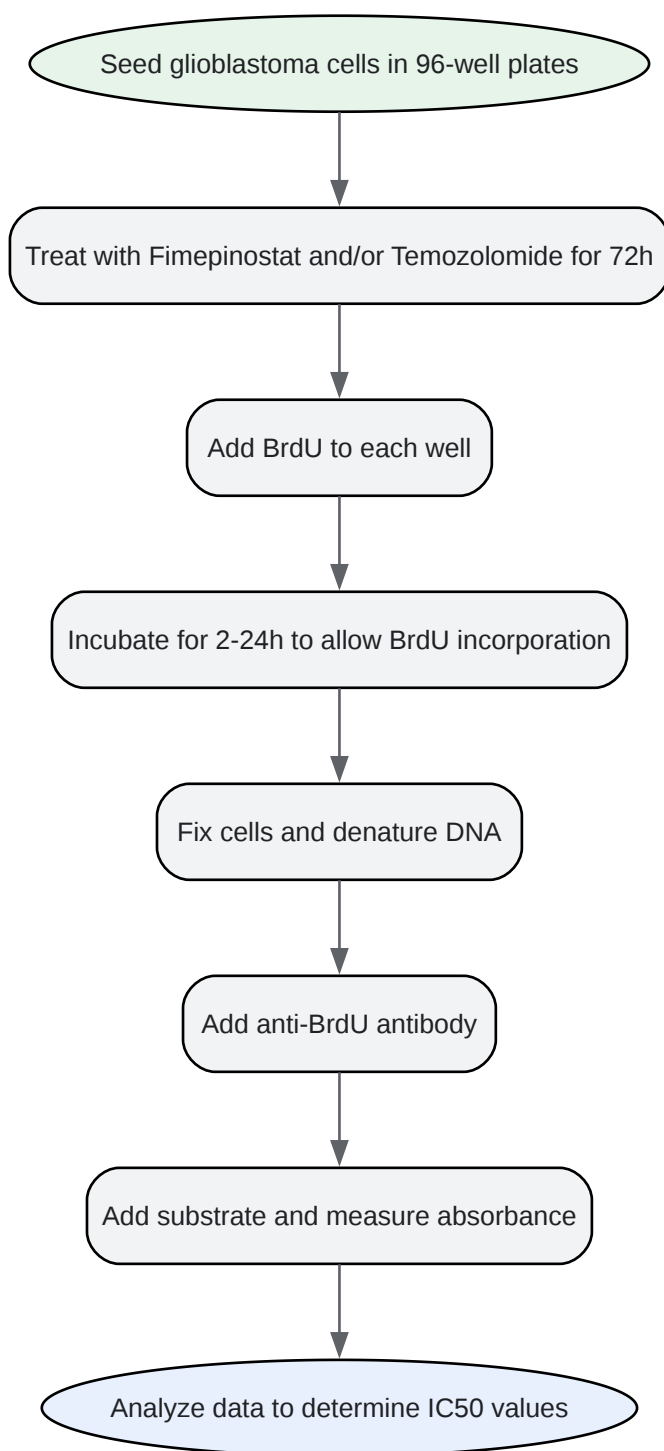 Seed glioblastoma cells in 96-well plates
Treat with Fimepinostat and/or Temozolomide for 72h
Add BrdU to each well
Incubate for 2-24h to allow BrdU incorporation
Fix cells and denature DNA
Add anti-BrdU antibody
Add substrate and measure absorbance
Analyze data to determine IC50 values